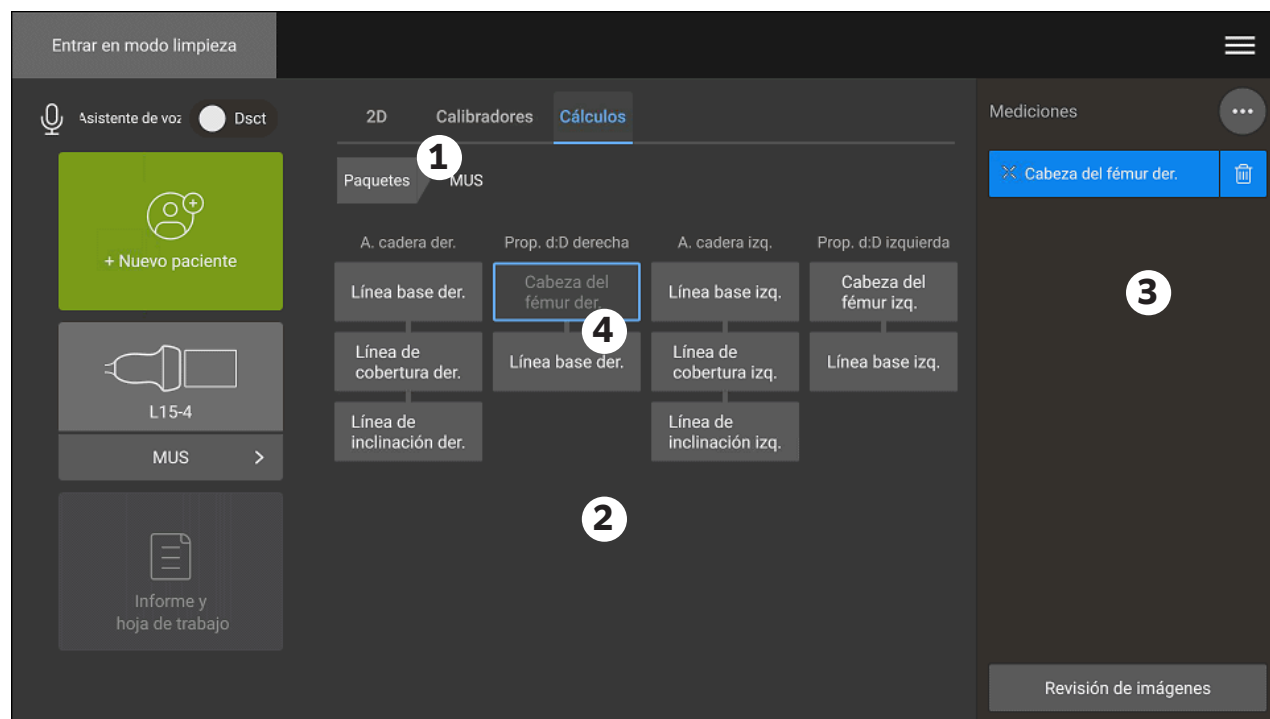 Entrar en modo limpieza
Asistente de voz
Dsct
+ Nuevo paciente
L15-4
MUS
Informe y
hoja de trabajo
2D
Calibradores
Cálculos
1
Paquetes
MUS
A. cadera der.
Prop. d:D derecha
A. cadera izq.
Prop. d:D izquierda
Línea base der.
Cabeza del
fémur der.
Línea base izq.
Cabeza del
fémur izq.
4
Línea de
cobertura der.
Línea base der.
Línea de
cobertura izq.
Línea base izq.
Línea de
inclinación der.
Línea de
inclinación izq.
2
Mediciones
Cabeza del fémur der.
3
Revisión de imágenes